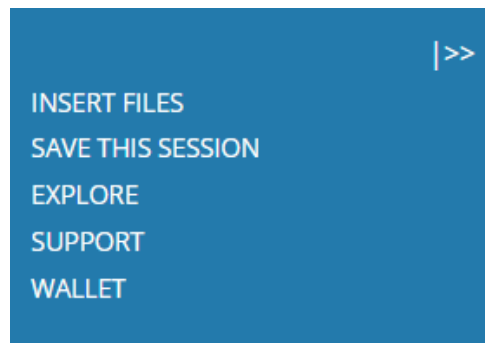 |>>
INSERT FILES
SAVE THIS SESSION
EXPLORE
SUPPORT
WALLET